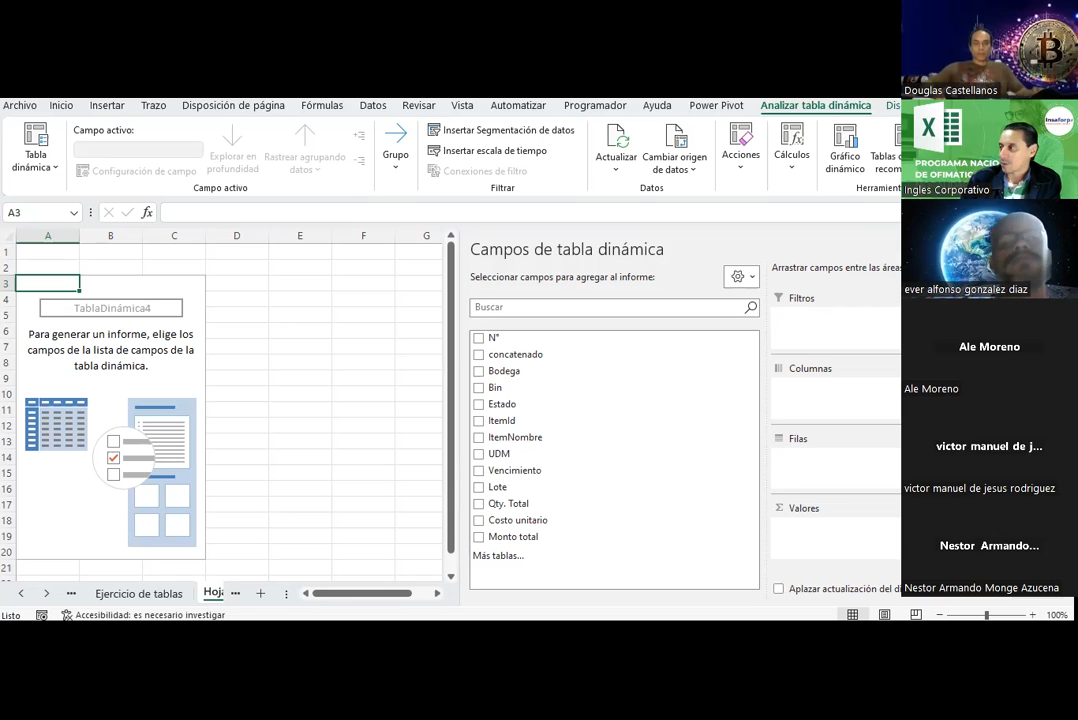 Archivo Inicio Insertar Trazo Disposición de página Fórmulas Datos Revisar Vista Automatizar Programador Ayuda Power Pivot Analizar tabla dinámica
Tabla dinámica
Campo activo:
Configuración de campo
Explorar en profundidad
Rastrear agrupando datos
Campo activo
Grupo
Insertar Segmentación de datos
Insertar escala de tiempo
Conexiones de filtro
Filtrar
Actualizar
Cambiar origen de datos
Datos
Acciones
Cálculos
Gráfico dinámico
Tablas
recom
Herramient
A3
fx
A B C D E F G
1
2
3
4
5
6
7
8
9
10
11
12
13
14
15
16
17
18
19
20
21
TablaDinámica4
Para generar un informe, elige los
campos de la lista de campos de la
tabla dinámica.
Campos de tabla dinámica
Seleccionar campos para agregar al informe:
Buscar
N°
concatenado
Bodega
Bin
Estado
ItemId
ItemNombre
UDM
Vencimiento
Lote
Qty. Total
Costo unitario
Monto total
Más tablas...
Arrastrar campos entre las áreas
Filtros
Columnas
Filas
Σ Valores
Aplazar actualización del di
Ejercicio de tablas
Hoja
Listo
Accesibilidad: es necesario investigar
100%
Douglas Castellanos
Insaforp
PROGRAMA NACIO
DE OFIMÁTIC
Ingles Corporativo
ever alfonso gonzalez diaz
Ale Moreno
Ale Moreno
victor manuel de j...
victor manuel de jesus rodriguez
Nestor Armando...
Nestor Armando Monge Azucena